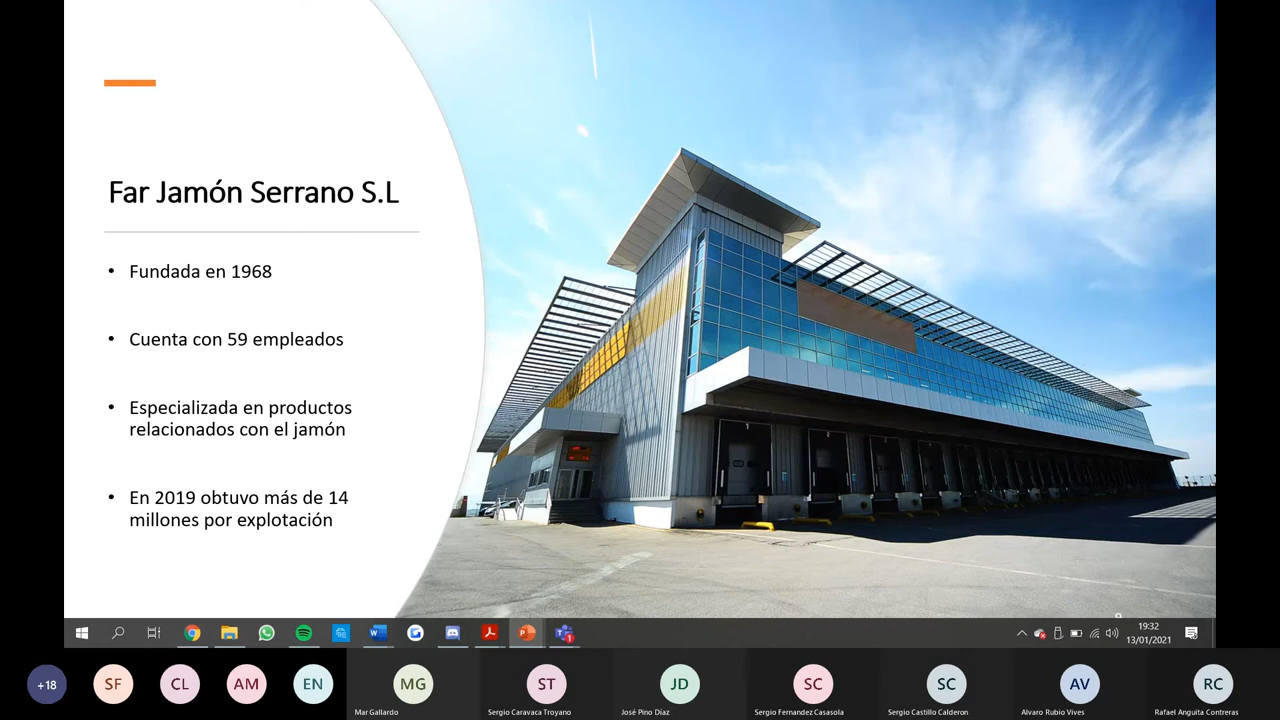 Far Jamón Serrano S.L
• Fundada en 1968
• Cuenta con 59 empleados
• Especializada en productos
relacionados con el jamón
• En 2019 obtuvo más de 14
millones por explotación
19:32
13/01/2021
+18
SF
CL
AM
EN
MG
ST
JD
SC
SC
AV
RC
Mar Gallardo
Sergio Caravaca Troyano
José Pino Díaz
Sergio Fernandez Casasola
Sergio Castillo Calderon
Alvaro Rubio Vives
Rafael Anguita Contreras